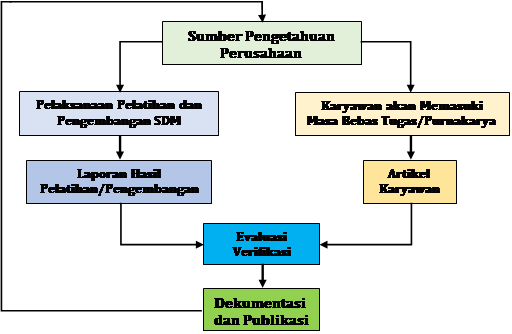 Sumber Pengetahuan
Perusahaan
Pelaksanaan Pelatihan dan
Pengembangan SDM
Karyawan akan Memasuki
Masa Bebas Tugas/Purnakarya
Laporan Hasil
Pelatihan/Pengembangan
Artikel
Karyawan
Evaluasi
Verifikasi
Dokumentasi
dan Publikasi